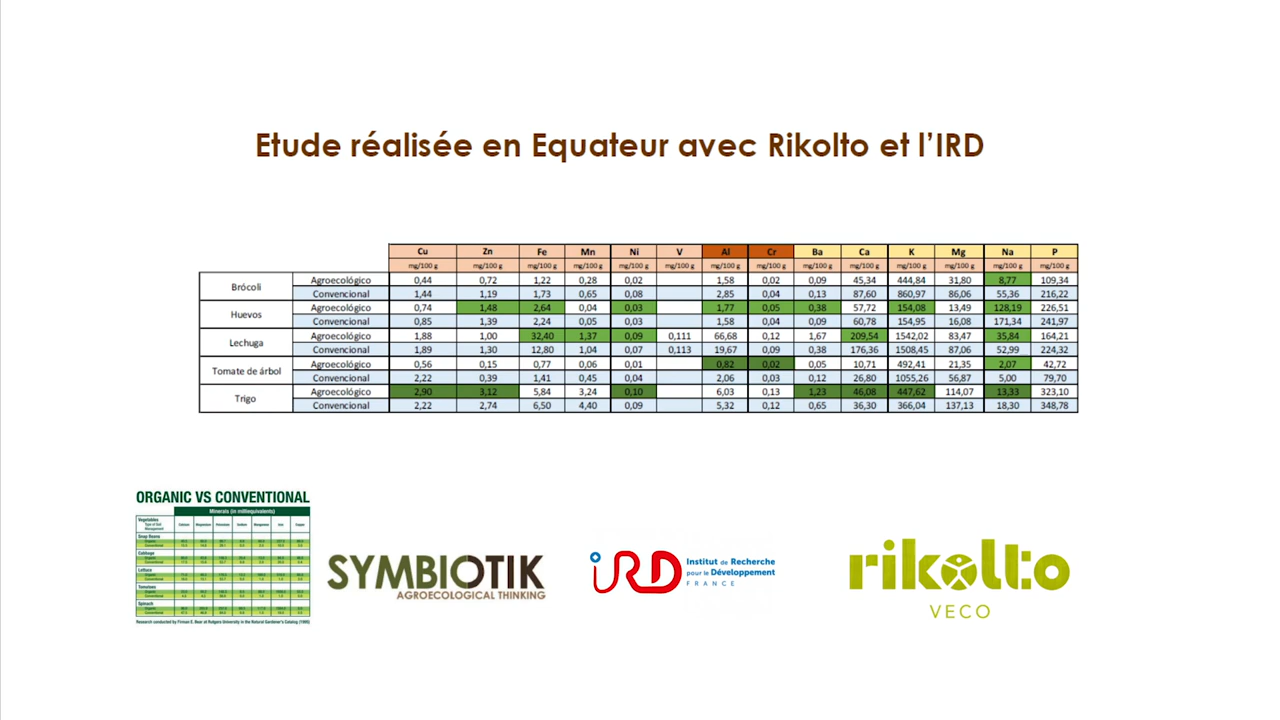 Etude réalisée en Equateur avec Rikolto et l'IRD
Cu Zn Fe Mn Ni V Al Cr Ba Ca K Mg Na P
mg/100 g mg/100 g mg/100 g mg/100 g mg/100 g mg/100 g mg/100 g mg/100 g mg/100 g mg/100 g mg/100 g mg/100 g mg/100 g mg/100 g
Brócoli Agroecológico 0,44 0,72 1,22 0,28 0,02 1,58 0,02 0,09 45,34 444,84 31,80 8,77 109,34
Convencional 1,44 1,19 1,73 0,65 0,08 2,85 0,04 0,13 87,60 860,97 86,06 55,36 216,22
Huevos Agroecológico 0,74 1,48 2,64 0,04 0,03 1,77 0,05 0,38 57,72 154,08 13,49 128,19 226,51
Convencional 0,85 1,39 2,24 0,05 0,03 1,58 0,04 0,09 60,78 154,95 16,08 171,34 241,97
Lechuga Agroecológico 1,88 1,00 32,40 1,37 0,09 0,111 66,68 0,12 1,67 209,54 1542,02 83,47 35,84 164,21
Convencional 1,89 1,30 12,80 1,04 0,07 0,113 19,67 0,09 0,38 176,36 1508,45 87,06 52,99 224,32
Tomate de árbol Agroecológico 0,56 0,15 0,77 0,06 0,01 0,82 0,02 0,05 10,71 492,41 21,35 2,07 42,72
Convencional 2,22 0,39 1,41 0,45 0,04 2,06 0,03 0,12 26,80 1055,26 56,87 5,00 79,70
Trigo Agroecológico 2,90 3,12 5,84 3,24 0,10 6,03 0,13 1,23 46,08 447,62 114,07 13,33 323,10
Convencional 2,22 2,74 6,50 4,40 0,09 5,32 0,12 0,65 36,30 366,04 137,13 18,30 348,78
ORGANIC VS CONVENTIONAL
Minerals (in milliequivalents)
Vegetables
Snap Beans
Cabbage
Lettuce
Tomatoes
Spinach
SYMBIOTIK
AGROECOLOGICAL THINKING
iRD
Institut de Recherche
pour le Développement
FRANCE
rikolto
VECO